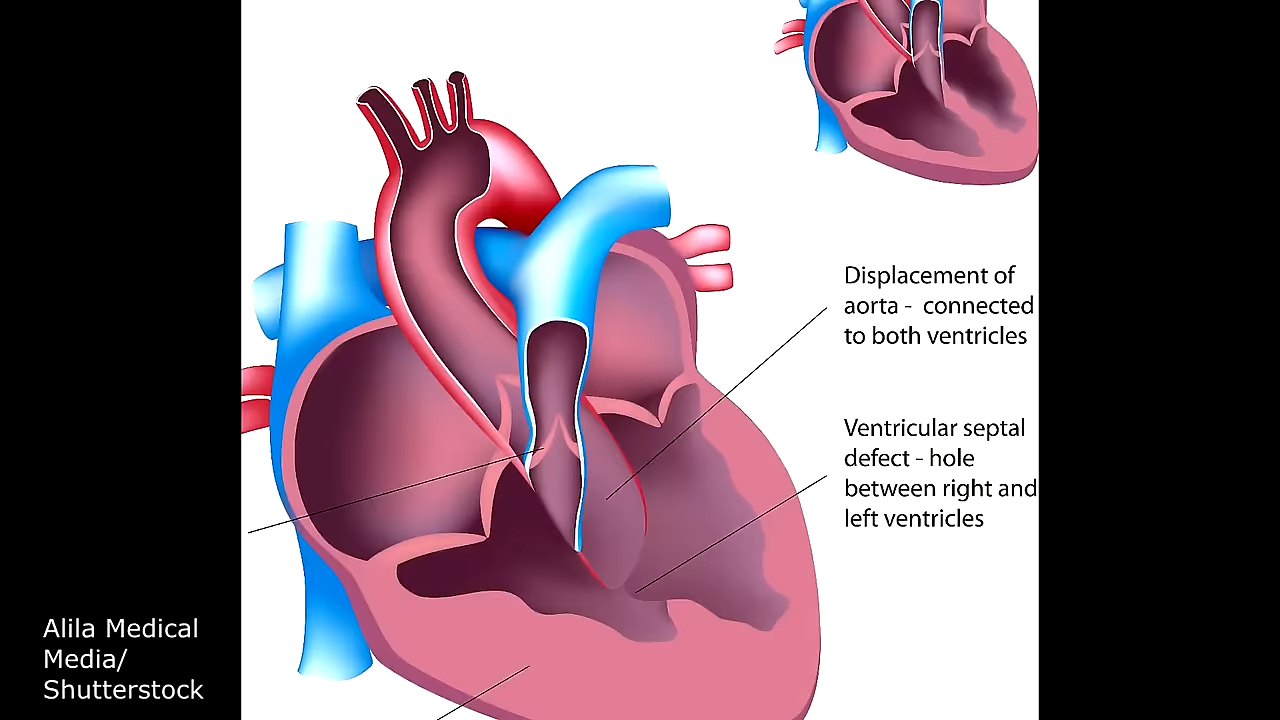 Displacement of
aorta - connected
to both ventricles
Ventricular septal
defect - hole
between right and
left ventricles
Alila Medical
Media/
Shutterstock